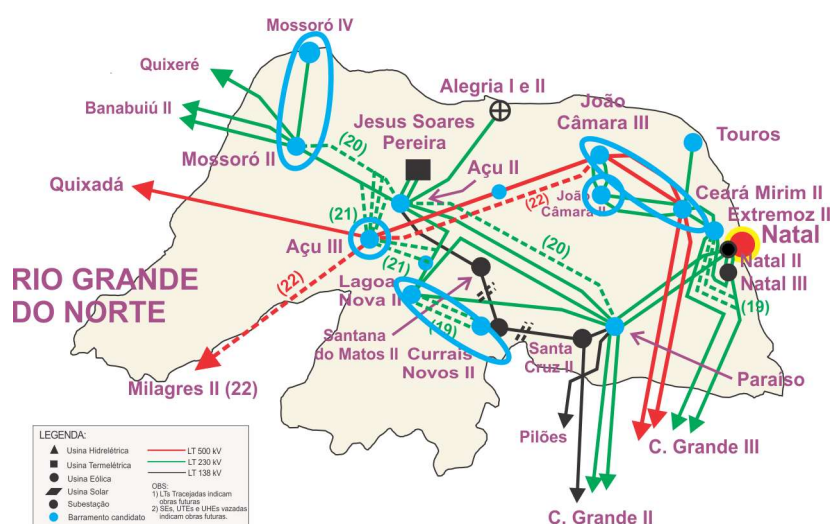 Mossoró IV
Quixeré
Alegria I e II
João
Câmara III
Banabuiú II
Jesus Soares
Pereira
Touros
(20)
Mossoró II
Açu II
Quixadá
(22)
João
Câmara II
Ceará Mirim II
Extremoz II
Natal
(21)
Açu III
(20)
Natal II
(21)
Natal III
RIO GRANDE
DO NORTE
(22)
Lagoa
Nova II
(19)
(19)
Santana
do Matos II
Currais
Novos II
Santa
Cruz II
Paraíso
Milagres II (22)
Pilões
C. Grande III
C. Grande II
LEGENDA:
Usina Hidrelétrica
LT 500 kV
Usina Termelétrica
LT 230 kV
Usina Eólica
LT 138 kV
Usina Solar
OBS:
Subestação
1) LTs Tracejadas indicam
obras futuras
Barramento candidato
2) SEs, UTEs e UHEs vazadas
indicam obras futuras.